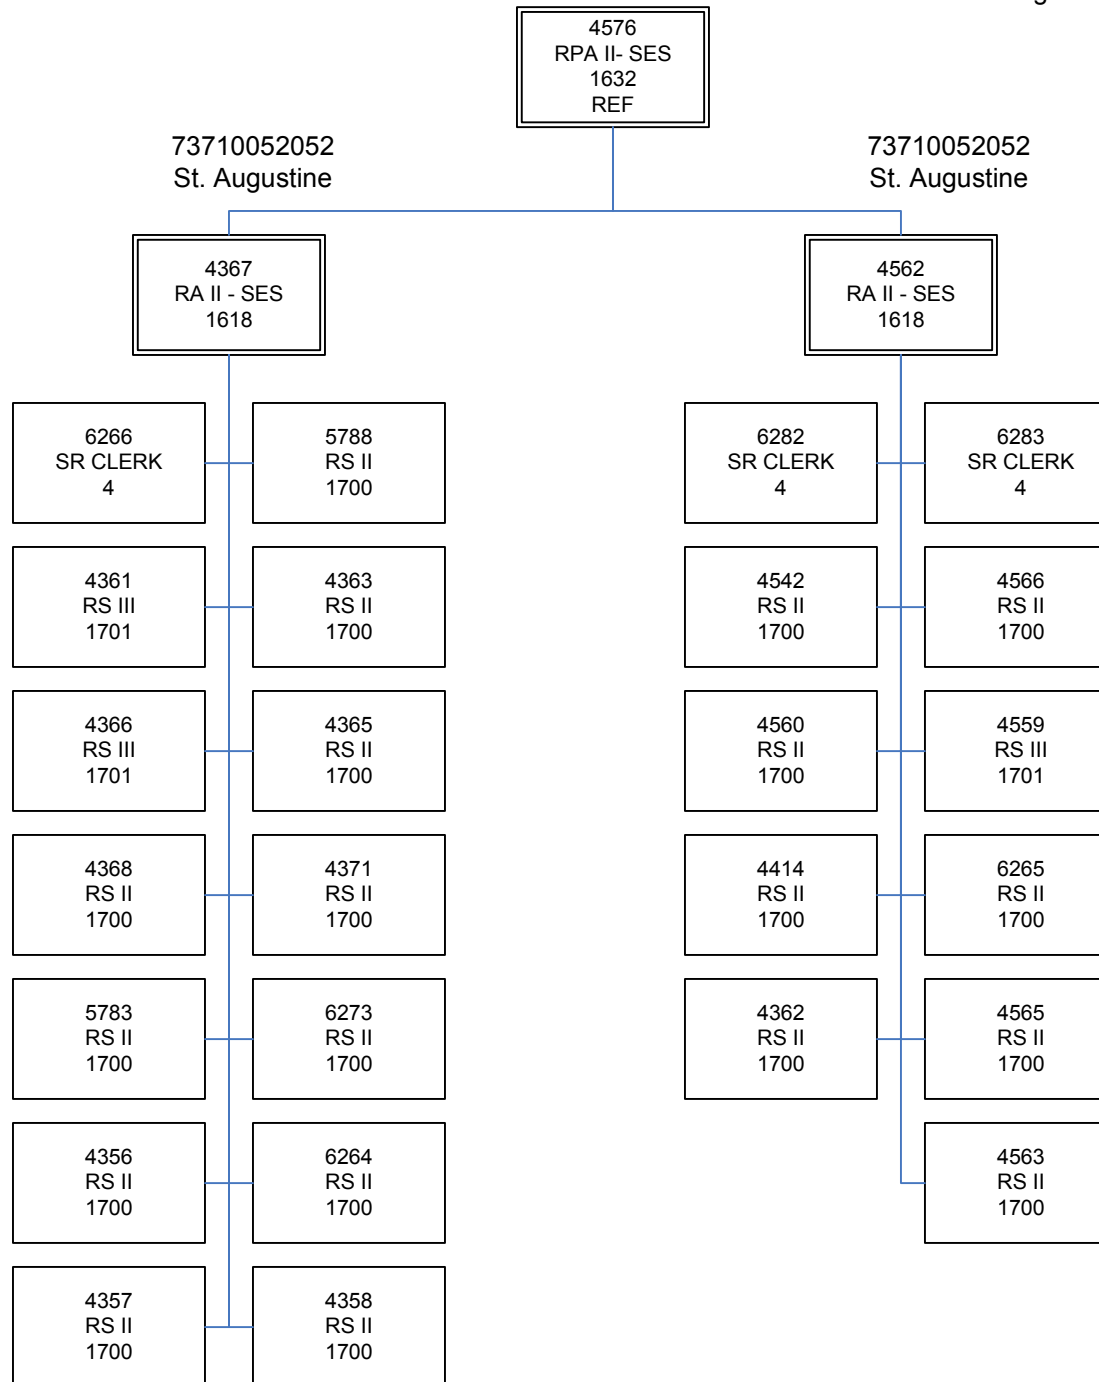 4576
RPA II- SES
1632
REF
73710052052
St. Augustine
73710052052
St. Augustine
4367
RA II - SES
1618
4562
RA II - SES
1618
6266
SR CLERK
4
5788
RS II
1700
6282
SR CLERK
4
6283
SR CLERK
4
4361
RS III
1701
4363
RS II
1700
4542
RS II
1700
4566
RS II
1700
4366
RS III
1701
4365
RS II
1700
4560
RS II
1700
4559
RS III
1701
4368
RS II
1700
4371
RS II
1700
4414
RS II
1700
6265
RS II
1700
5783
RS II
1700
6273
RS II
1700
4362
RS II
1700
4565
RS II
1700
4356
RS II
1700
6264
RS II
1700
4563
RS II
1700
4357
RS II
1700
4358
RS II
1700